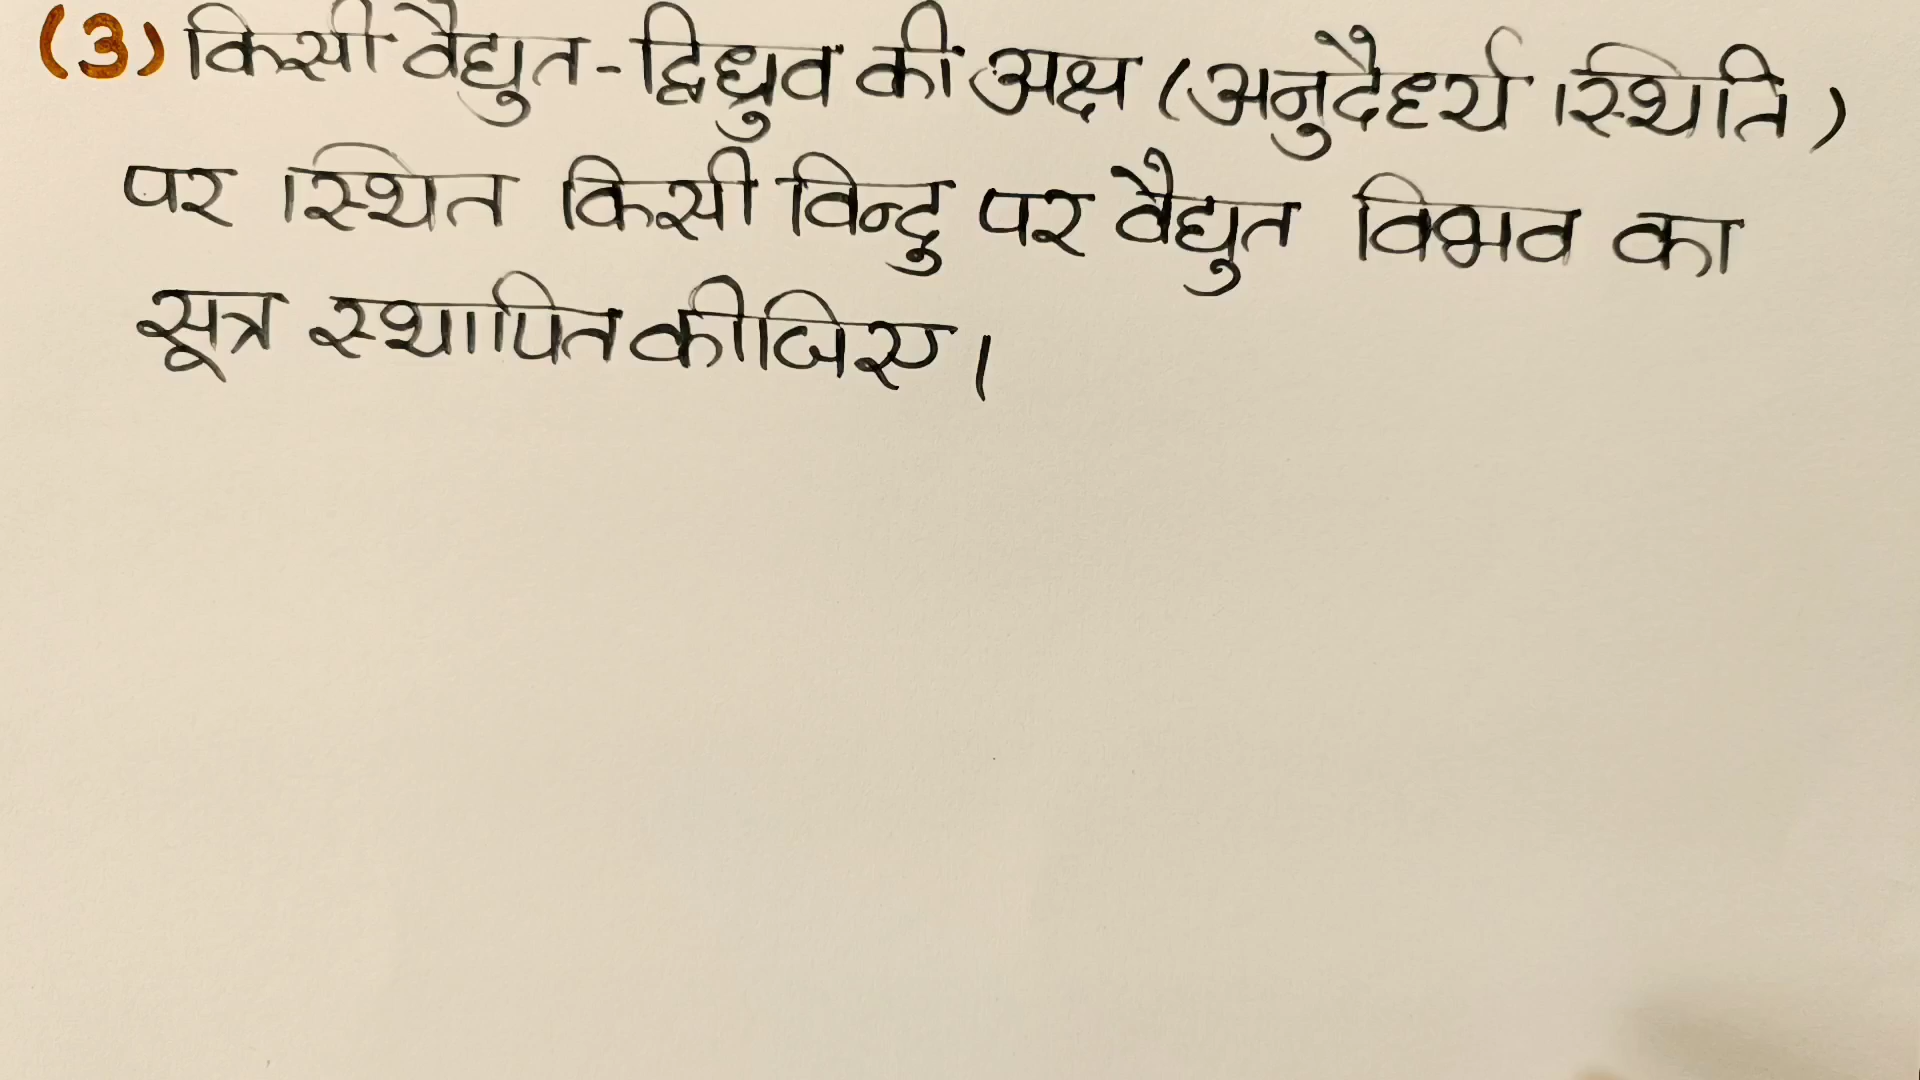 (3) किसी वैद्युत-द्विध्रुव की अक्ष (अनुदैर्ध्य स्थिति)
पर स्थित किसी विन्दु पर वैद्युत विभव का
सूत्र स्थापित कीजिए।